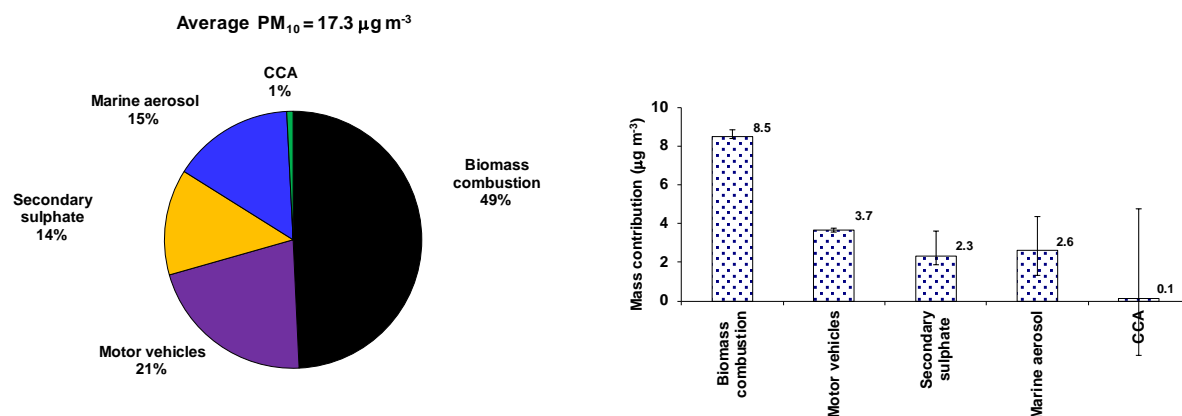 Average PM₁₀ = 17.3 µg m⁻³
CCA
1%
Marine aerosol
15%
Biomass
combustion
49%
Secondary
sulphate
14%
Motor vehicles
21%
Mass contribution (µg m⁻³)
10
8
6
4
2
0
8.5
3.7
2.3
2.6
0.1
Biomass
combustion
Motor vehicles
Secondary
sulphate
Marine aerosol
CCA